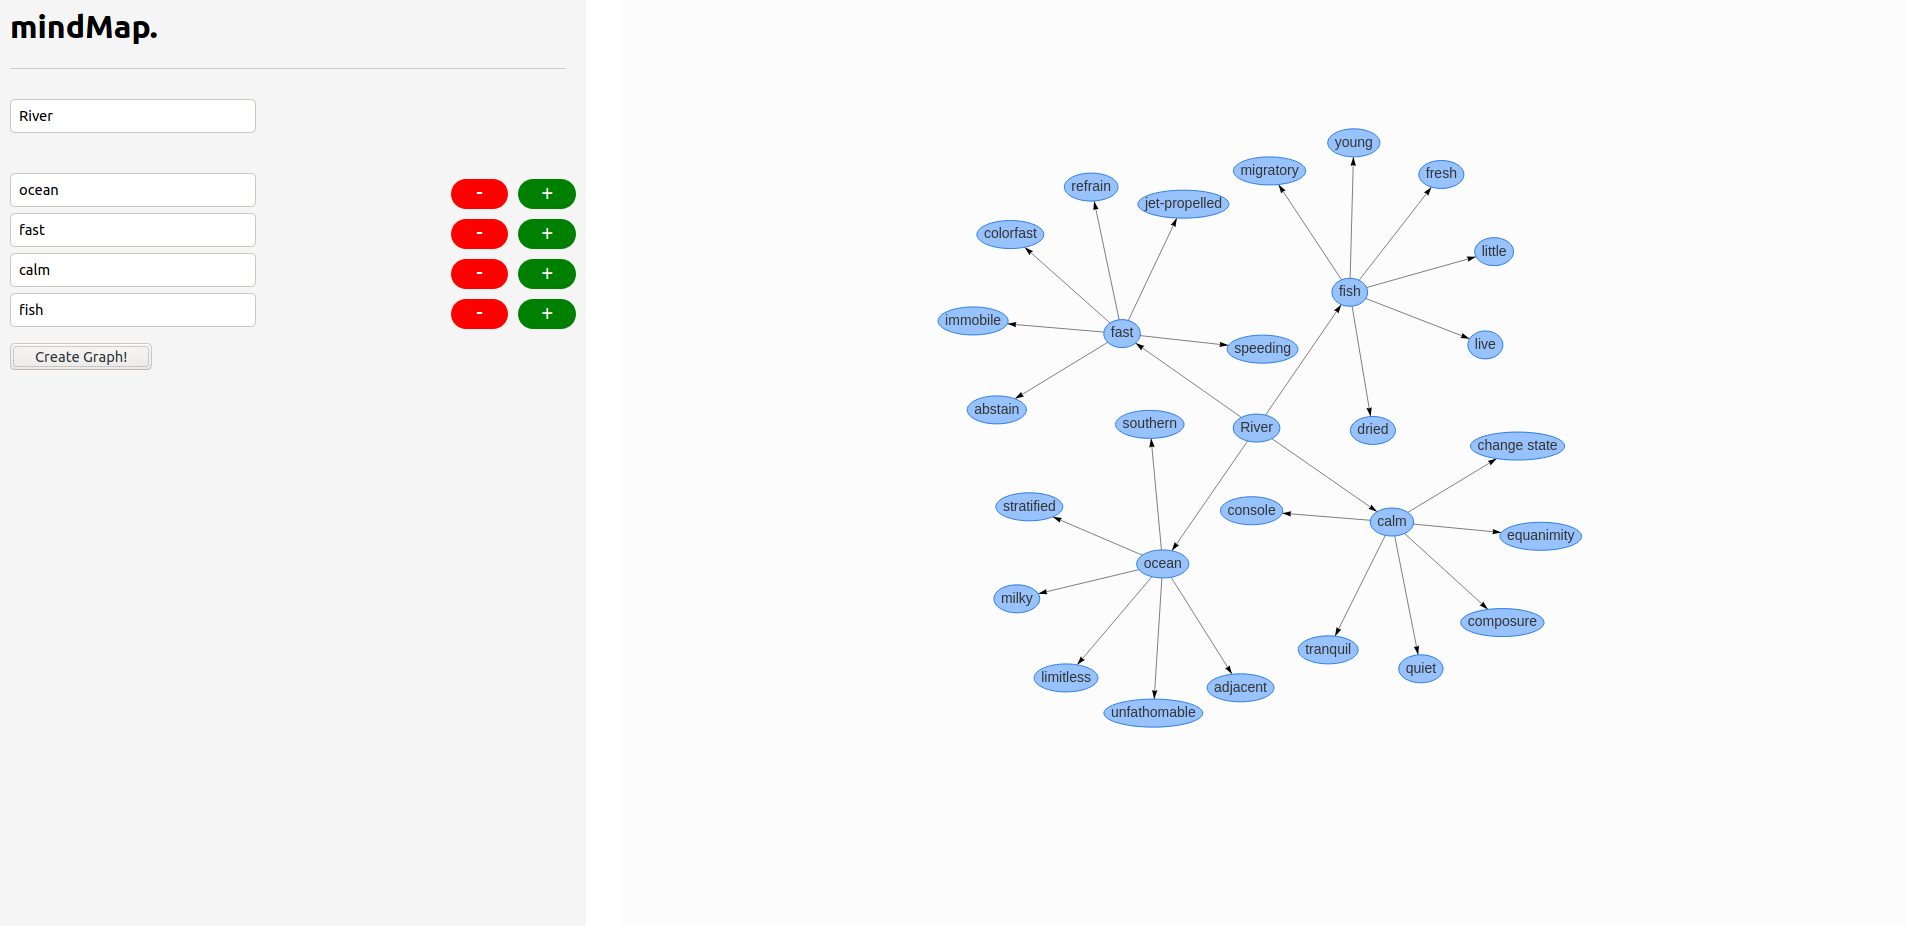 mindMap.
River
ocean
- +
fast
- +
calm
- +
fish
- +
Create Graph!
young
migratory
fresh
refrain
jet-propelled
colorfast
little
fish
immobile
fast
speeding
live
abstain
southern
River
dried
change state
stratified
console
calm
equanimity
ocean
milky
composure
tranquil
quiet
limitless
adjacent
unfathomable